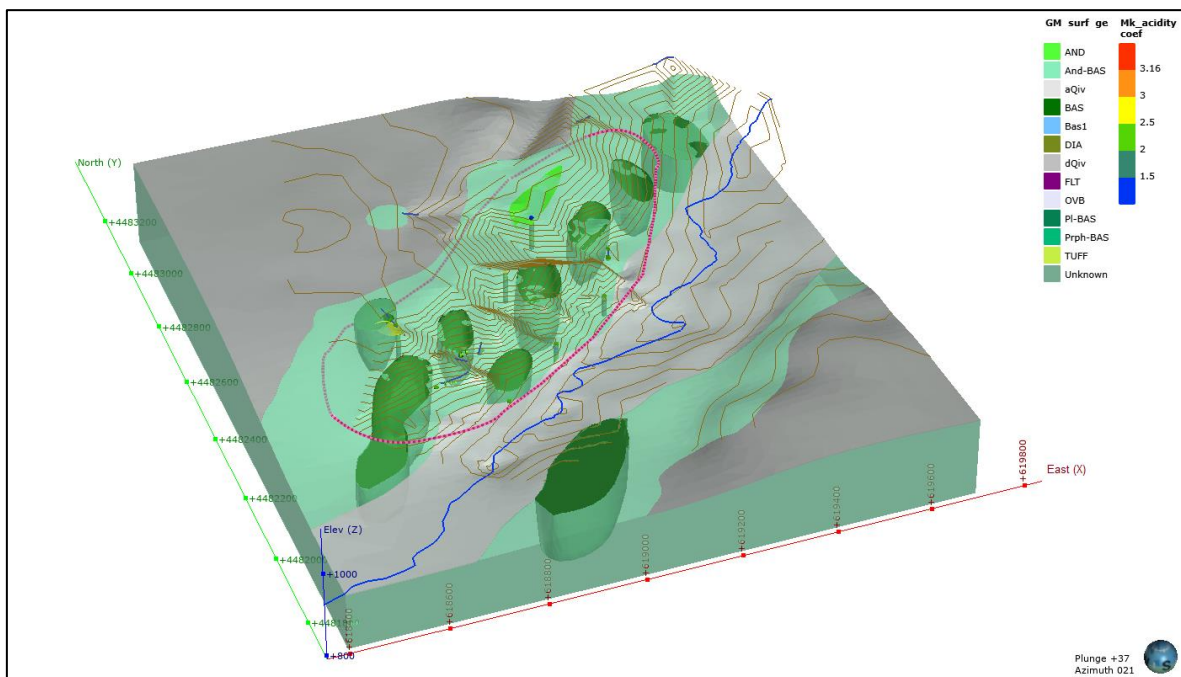 GM surf ge
Mk_acidity
coef
AND
And-BAS
aQiv
BAS
Bas1
DIA
dQiv
FLT
OVB
Pl-BAS
Prph-BAS
TUFF
Unknown
3.16
3
2.5
2
1.5
North (Y)
+4483200
+4483000
+4482800
+4482600
+4482400
+4482200
+4482000
Elev (Z)
+1000
+800
+618600
+618800
+619000
+619200
+619400
+619600
+619800
East (X)
Plunge +37
Azimuth 021